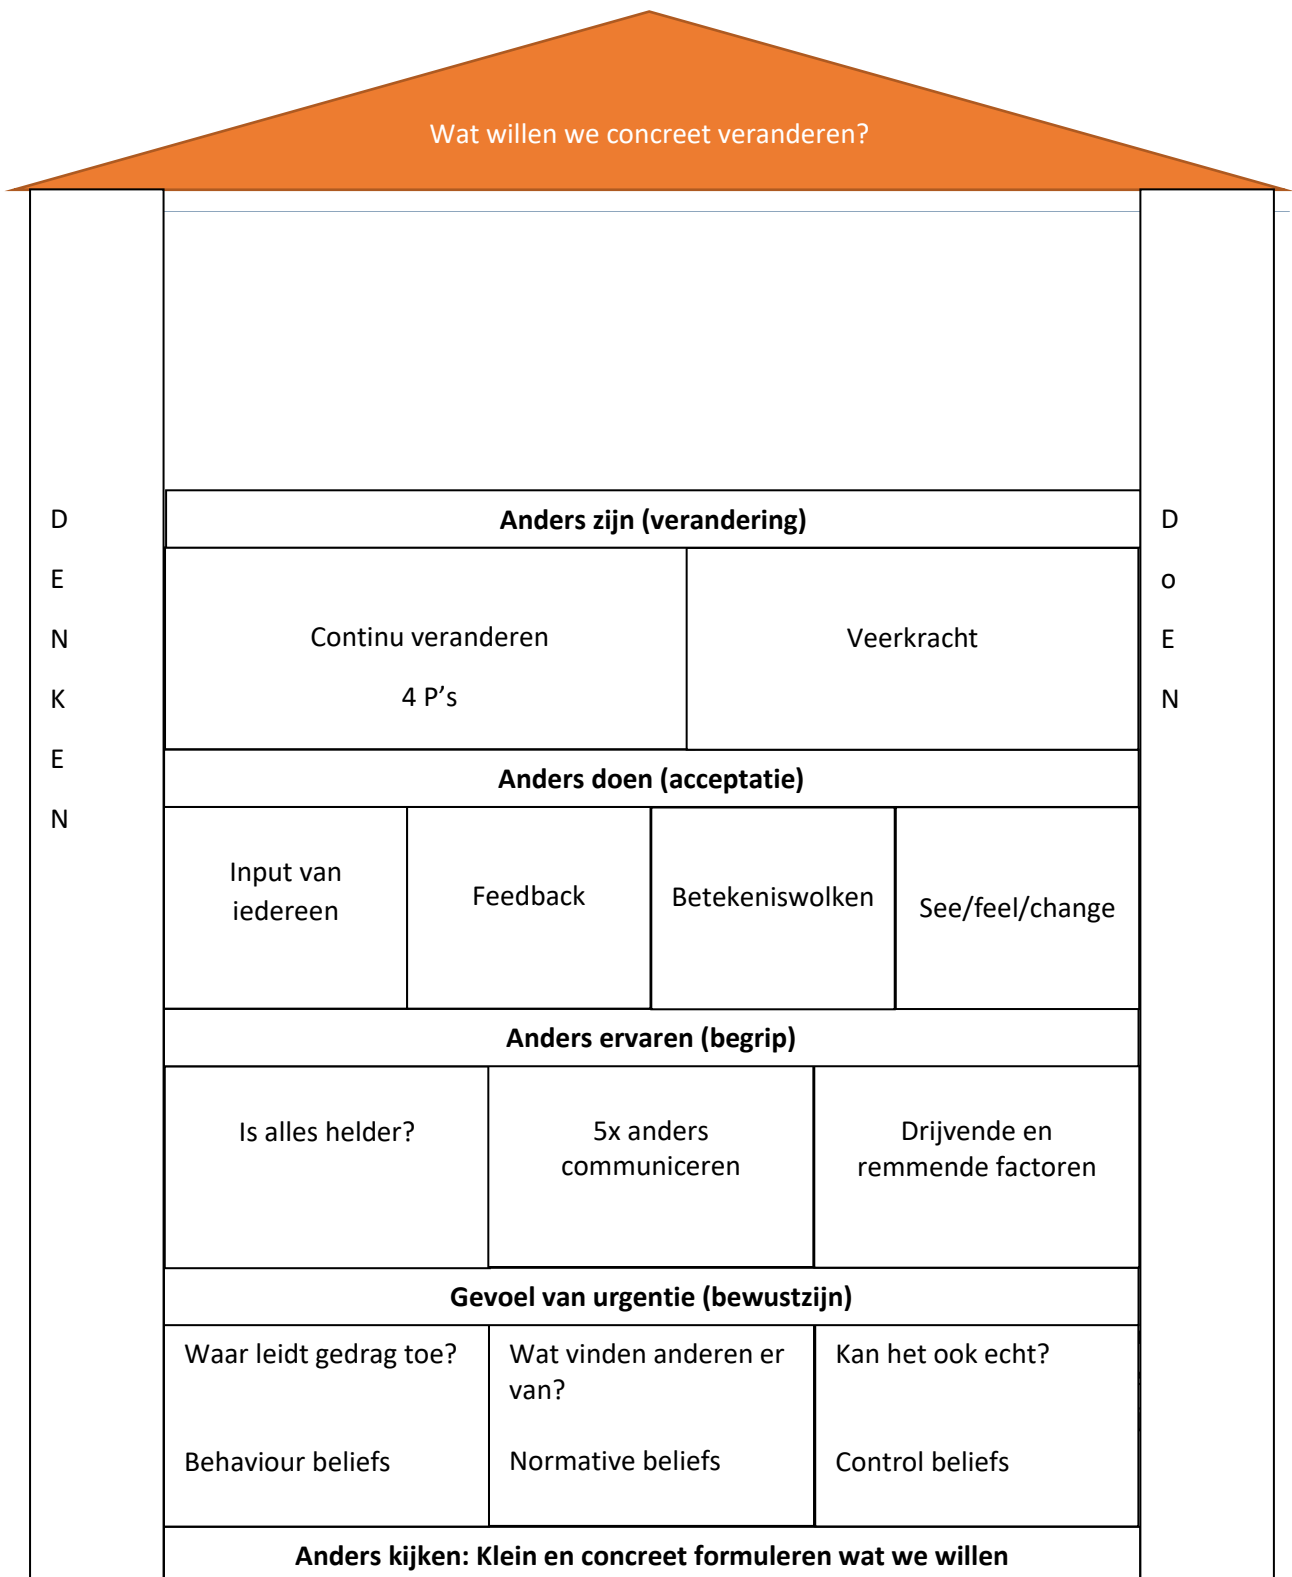 Wat willen we concreet veranderen?
D
E
N
K
E
N
D
o
E
N
Anders zijn (verandering)
Continu veranderen
4 P’s
Veerkracht
Anders doen (acceptatie)
Input van
iedereen
Feedback
Betekeniswolken
See/feel/change
Anders ervaren (begrip)
Is alles helder?
5x anders
communiceren
Drijvende en
remmende factoren
Gevoel van urgentie (bewustzijn)
Waar leidt gedrag toe?
Behaviour beliefs
Wat vinden anderen er
van?
Normative beliefs
Kan het ook echt?
Control beliefs
Anders kijken: Klein en concreet formuleren wat we willen